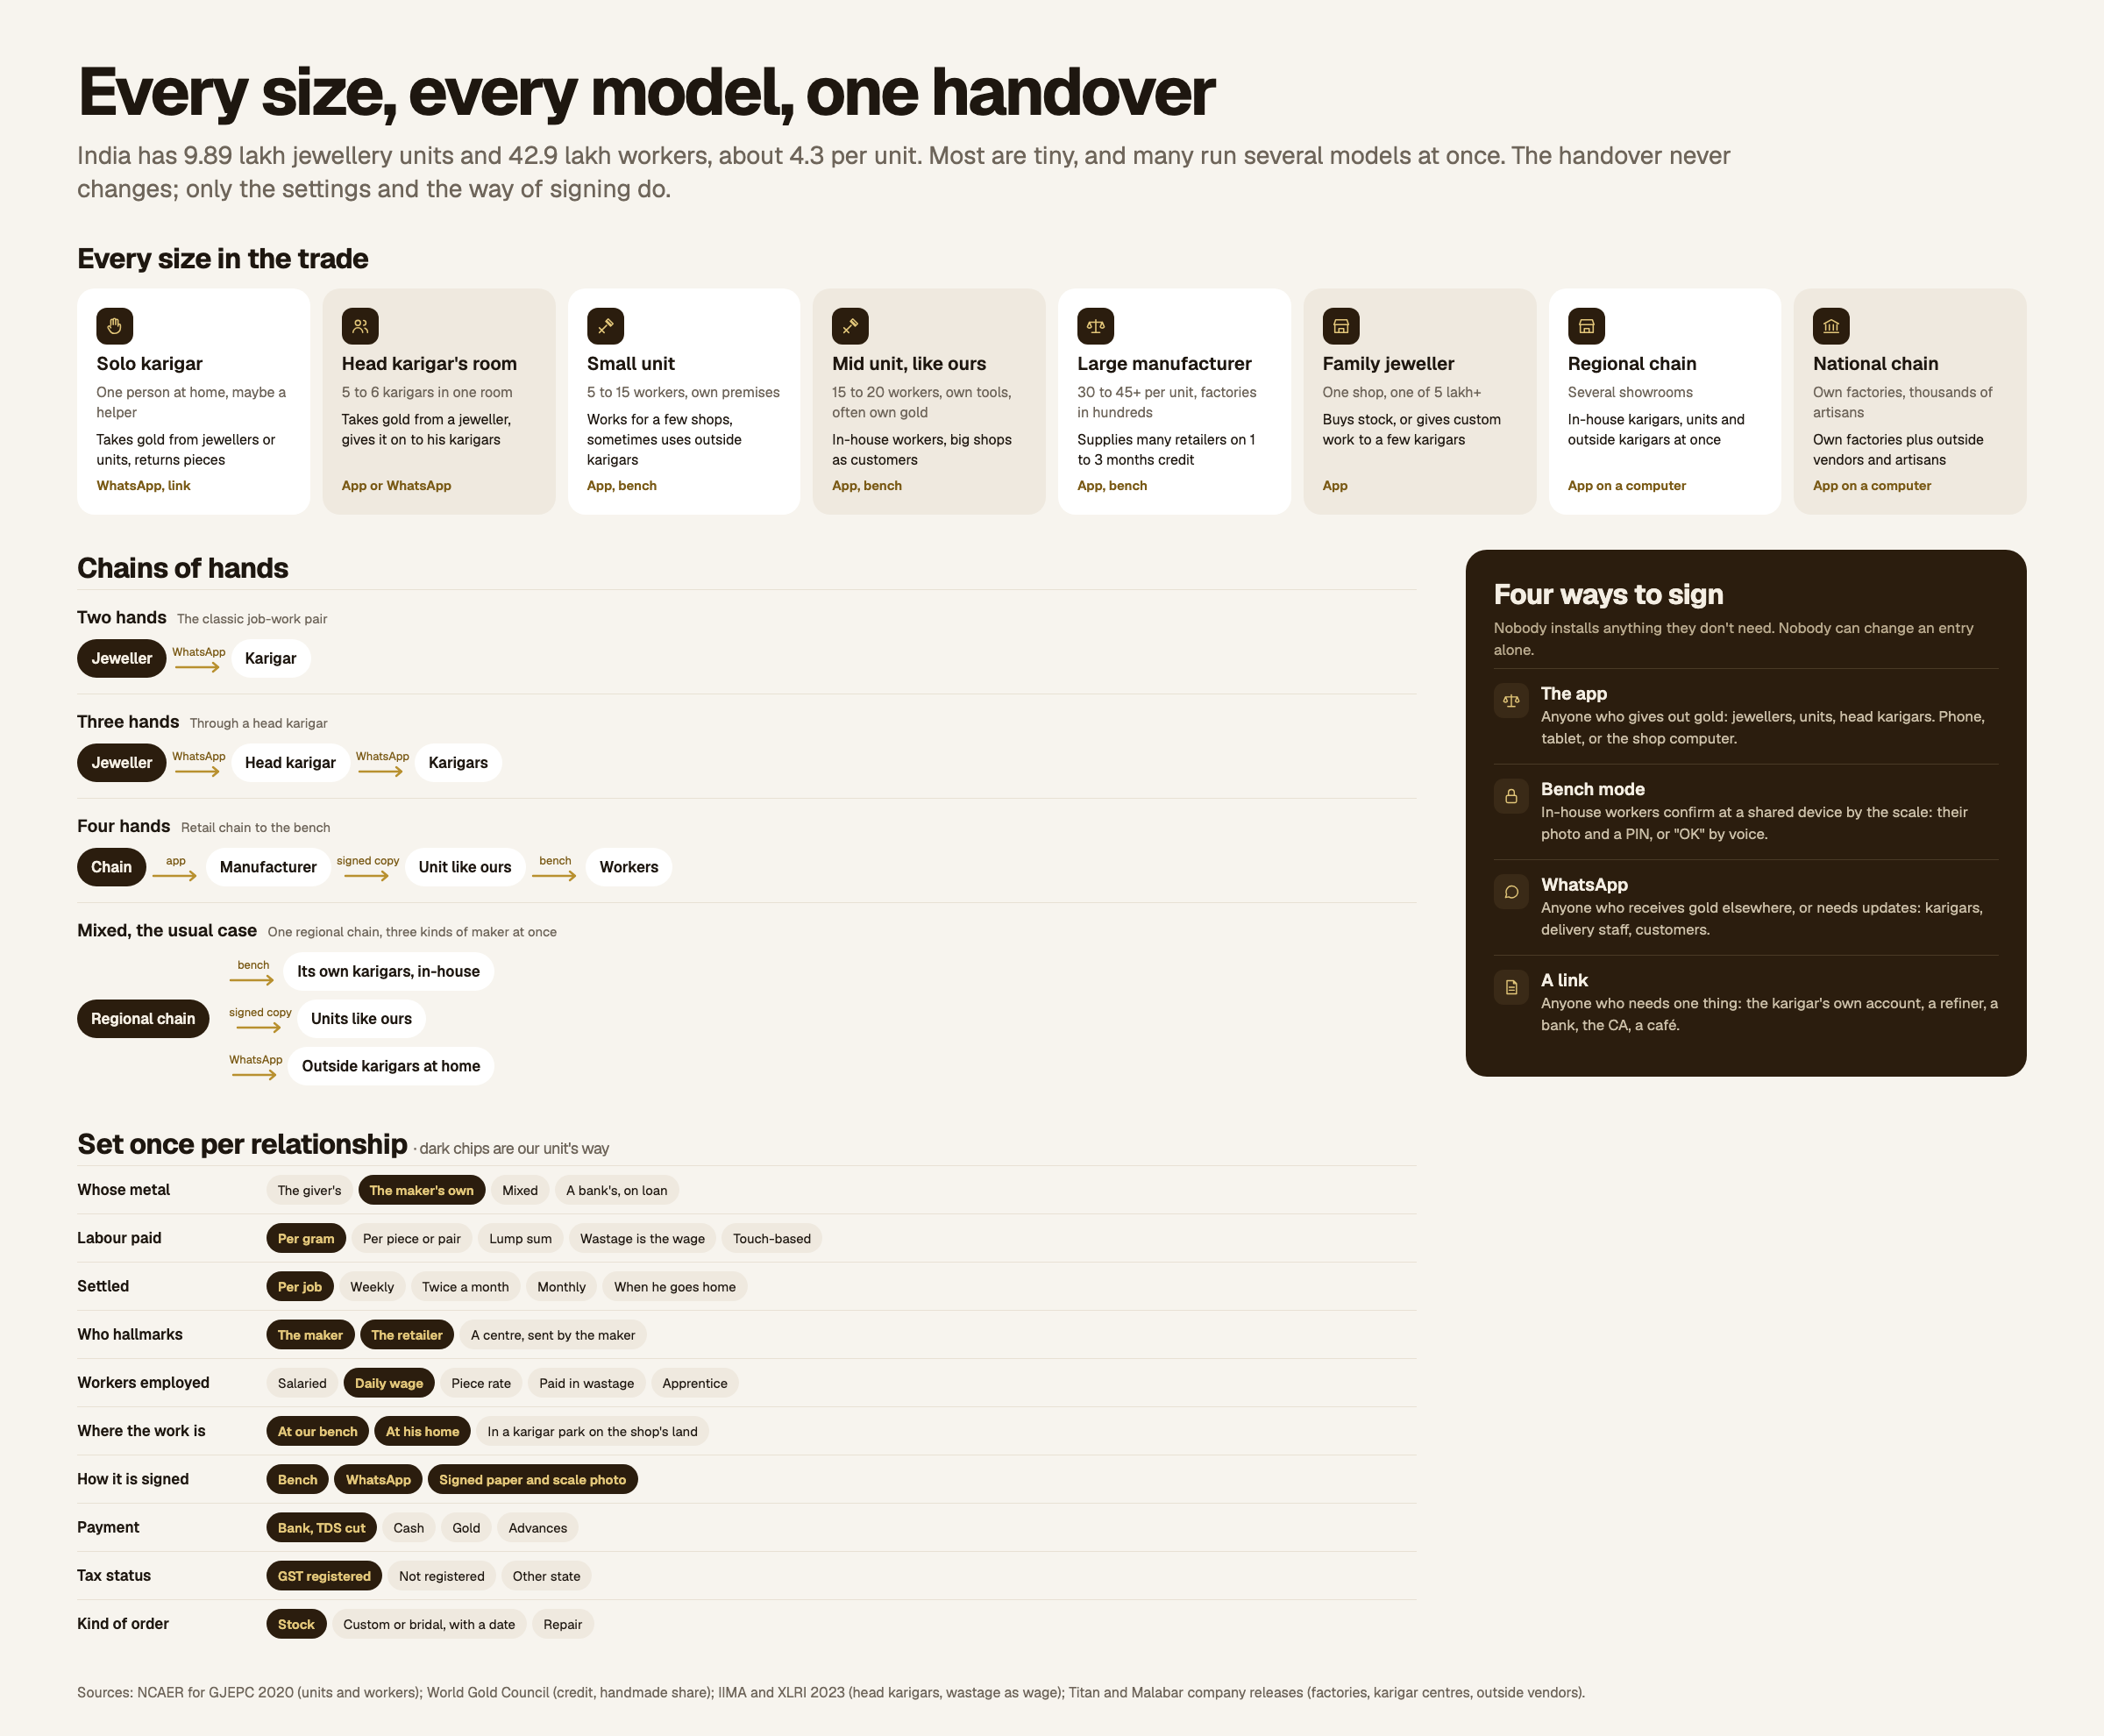 Every size, every model, one handover
India has 9.89 lakh jewellery units and 42.9 lakh workers, about 4.3 per unit. Most are tiny, and many run several models at once. The handover never
changes; only the settings and the way of signing do.
Every size in the trade
Solo karigar
One person at home, maybe a
helper
Takes gold from jewellers or
units, returns pieces
WhatsApp, link
Head karigar's room
5 to 6 karigars in one room
Takes gold from a jeweller,
gives it on to his karigars
App or WhatsApp
Small unit
5 to 15 workers, own premises
Works for a few shops,
sometimes uses outside
karigars
App, bench
Mid unit, like ours
15 to 20 workers, own tools,
often own gold
In-house workers, big shops
as customers
App, bench
Large manufacturer
30 to 45+ per unit, factories
in hundreds
Supplies many retailers on 1
to 3 months credit
App, bench
Family jeweller
One shop, one of 5 lakh+
Buys stock, or gives custom
work to a few karigars
App
Regional chain
Several showrooms
In-house karigars, units and
outside karigars at once
App on a computer
National chain
Own factories, thousands of
artisans
Own factories plus outside
vendors and artisans
App on a computer
Chains of hands
Two hands The classic job-work pair
Jeweller WhatsApp Karigar
Three hands Through a head karigar
Jeweller WhatsApp Head karigar WhatsApp Karigars
Four hands Retail chain to the bench
Chain app Manufacturer signed copy Unit like ours bench Workers
Mixed, the usual case One regional chain, three kinds of maker at once
Regional chain
bench Its own karigars, in-house
signed copy Units like ours
WhatsApp Outside karigars at home
Four ways to sign
Nobody installs anything they don't need. Nobody can change an entry
alone.
The app
Anyone who gives out gold: jewellers, units, head karigars. Phone,
tablet, or the shop computer.
Bench mode
In-house workers confirm at a shared device by the scale: their
photo and a PIN, or "OK" by voice.
WhatsApp
Anyone who receives gold elsewhere, or needs updates: karigars,
delivery staff, customers.
A link
Anyone who needs one thing: the karigar's own account, a refiner, a
bank, the CA, a café.
Set once per relationship · dark chips are our unit's way
Whose metal The giver's The maker's own Mixed A bank's, on loan
Labour paid Per gram Per piece or pair Lump sum Wastage is the wage Touch-based
Settled Per job Weekly Twice a month Monthly When he goes home
Who hallmarks The maker The retailer A centre, sent by the maker
Workers employed Salaried Daily wage Piece rate Paid in wastage Apprentice
Where the work is At our bench At his home In a karigar park on the shop's land
How it is signed Bench WhatsApp Signed paper and scale photo
Payment Bank, TDS cut Cash Gold Advances
Tax status GST registered Not registered Other state
Kind of order Stock Custom or bridal, with a date Repair
Sources: NCAER for GJEPC 2020 (units and workers); World Gold Council (credit, handmade share); IIMA and XLRI 2023 (head karigars, wastage as wage); Titan and Malabar company releases (factories, karigar centres, outside vendors).